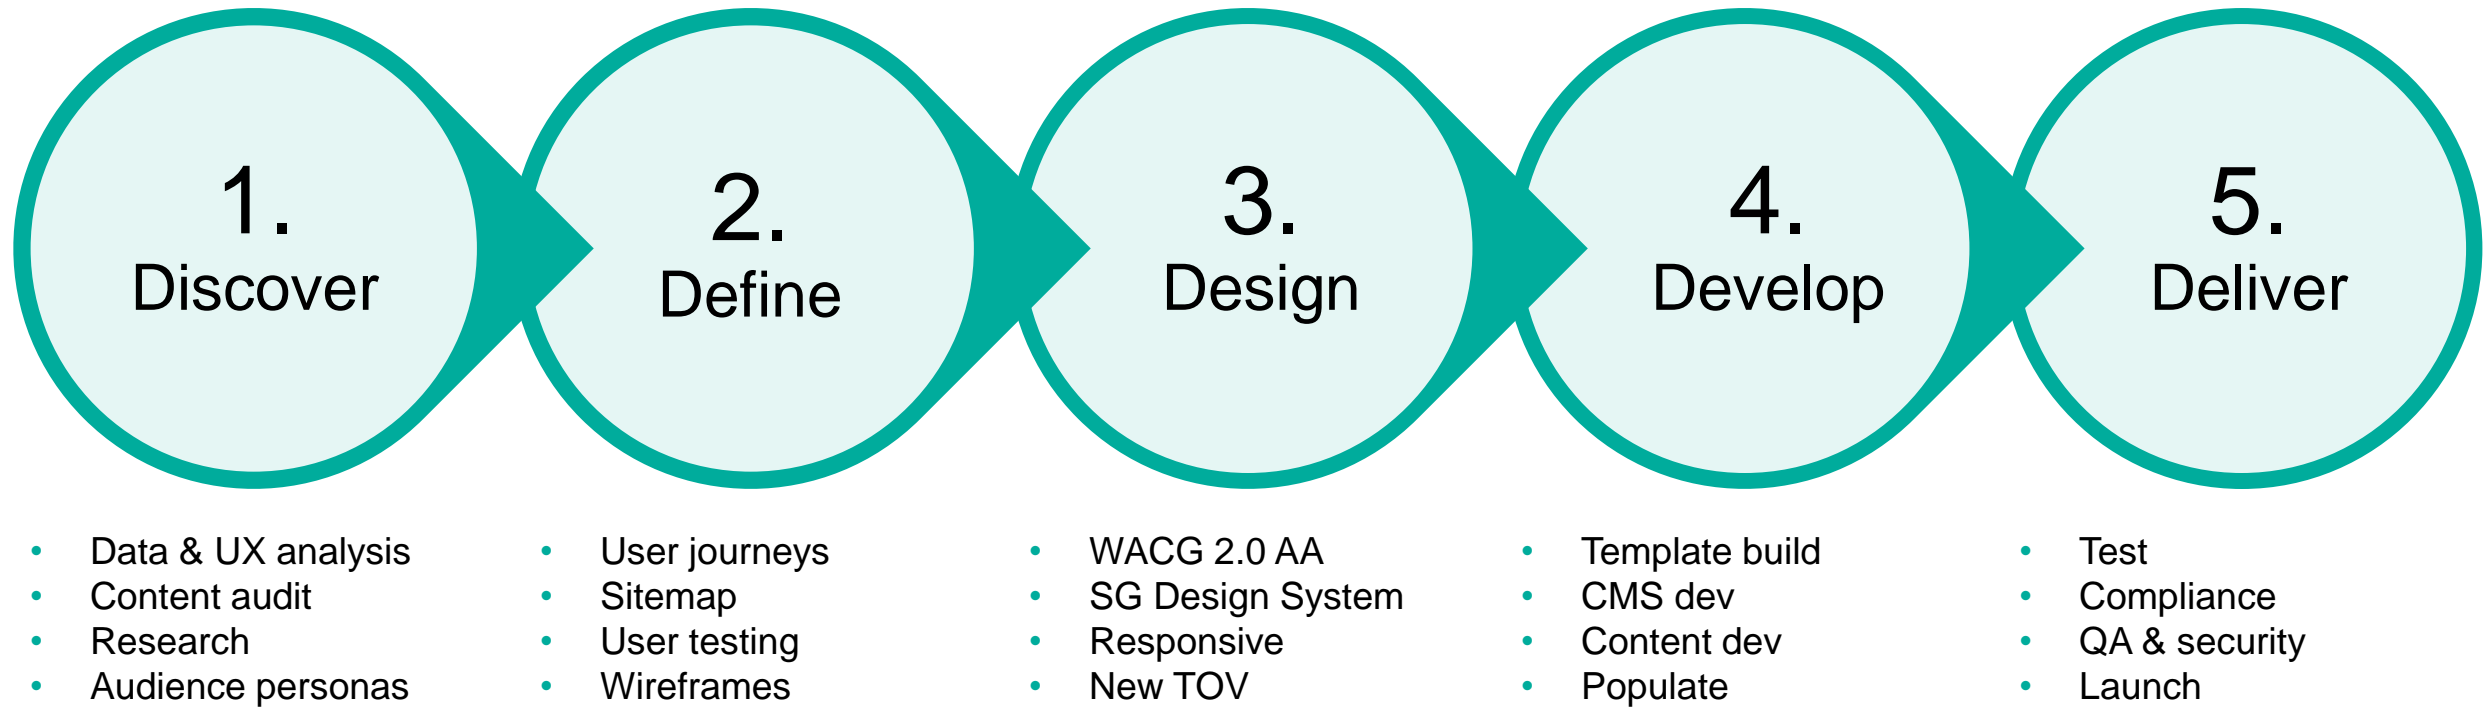 1.
Discover
2.
Define
3.
Design
4.
Develop
5.
Deliver
• Data & UX analysis
• Content audit
• Research
• Audience personas
• User journeys
• Sitemap
• User testing
• Wireframes
• WACG 2.0 AA
• SG Design System
• Responsive
• New TOV
• Template build
• CMS dev
• Content dev
• Populate
• Test
• Compliance
• QA & security
• Launch